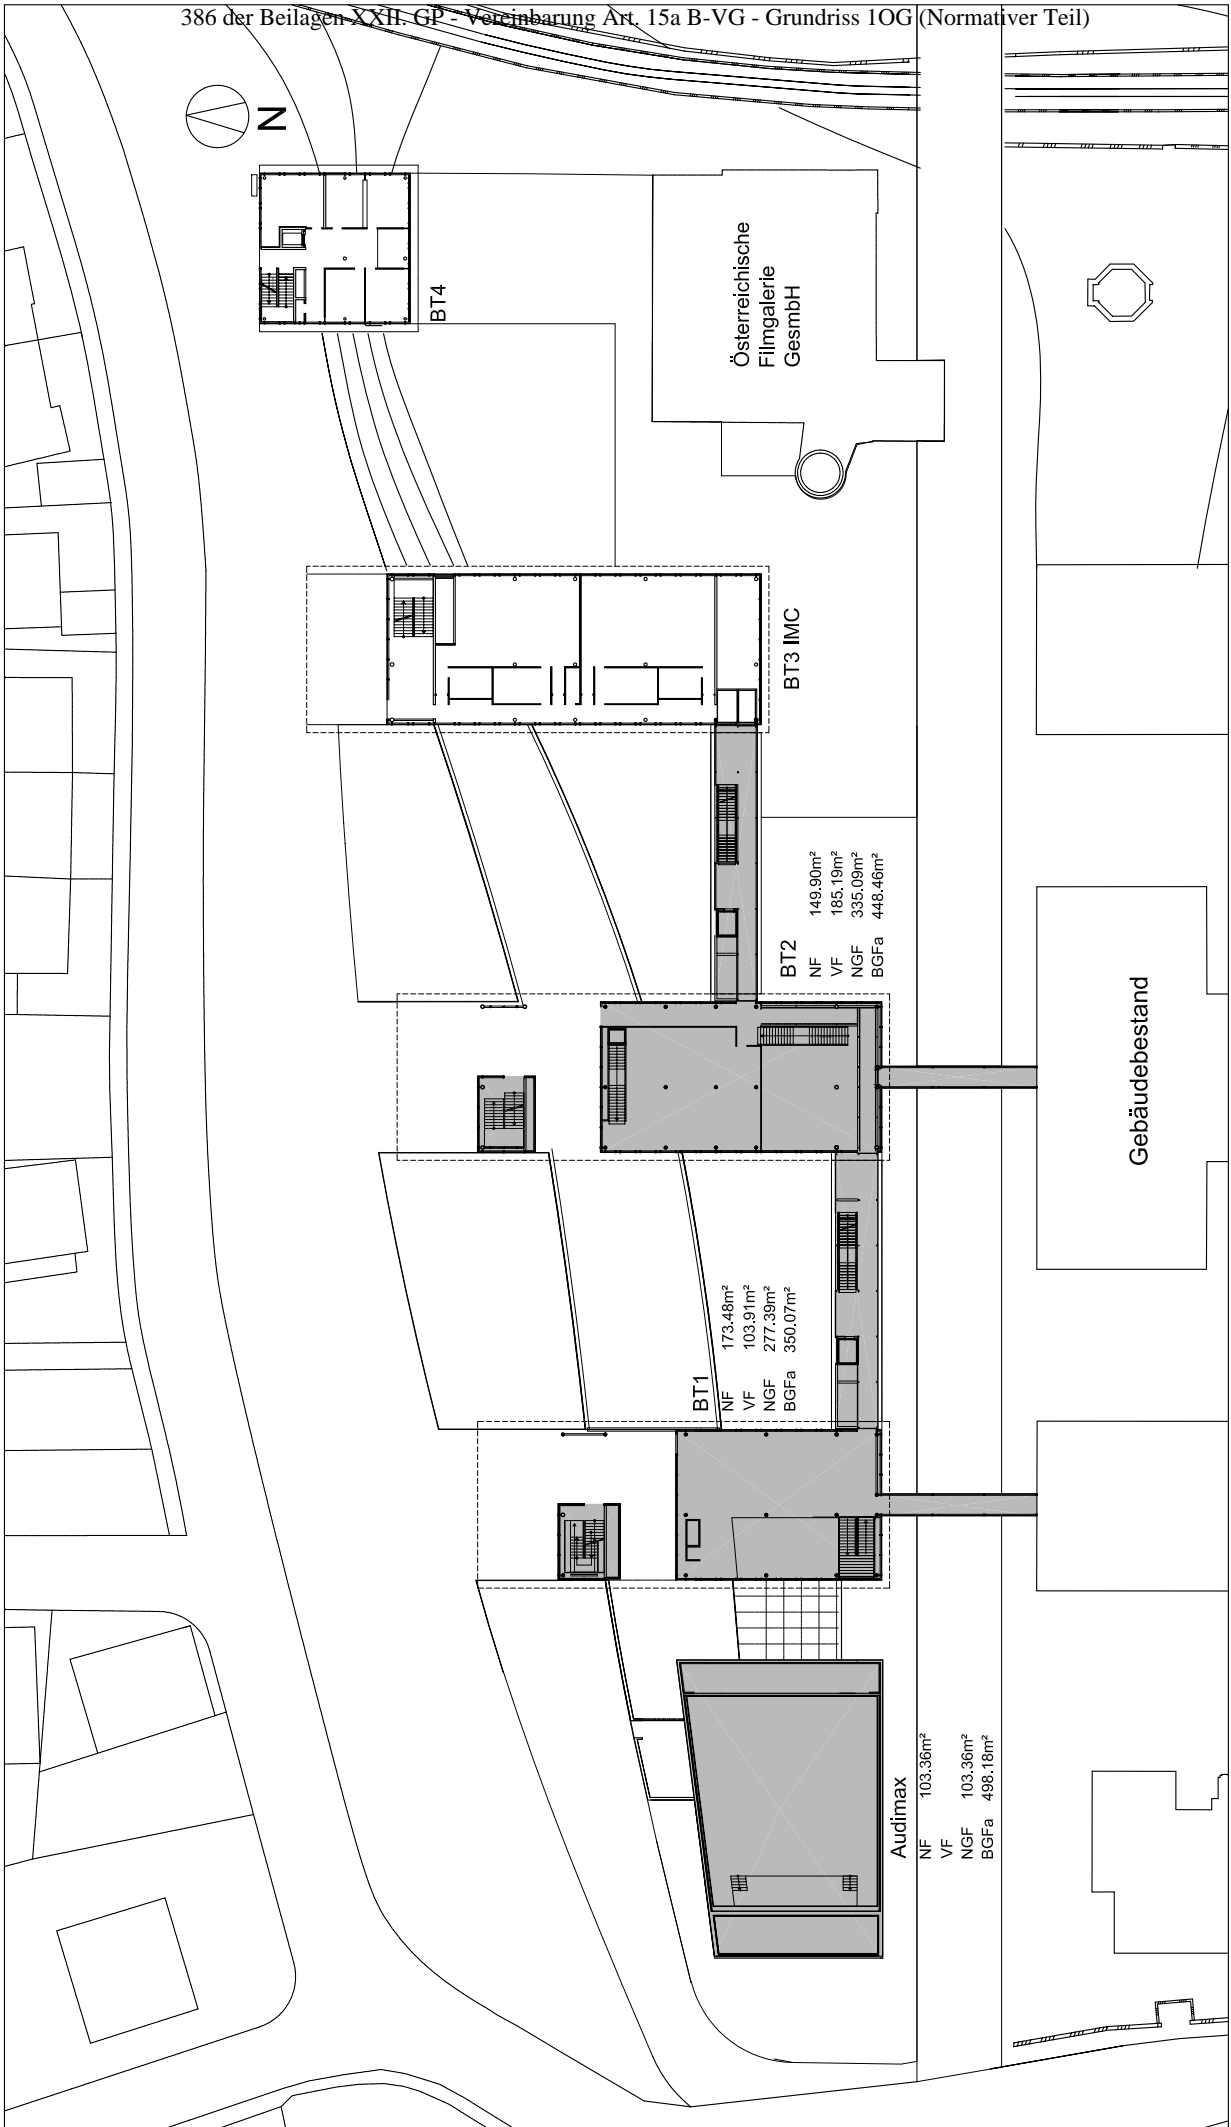 386 der Beilagen XXII. GP - Vereinbarung Art. 15a B-VG - Grundriss 1OG (Normativer Teil)
N
BT4
Österreichische
Filmgalerie
GesmbH
BT3 IMC
BT2
NF 149.90m²
VF 185.19m²
NGF 335.09m²
BGFa 448.46m²
Gebäudebestand
BT1
NF 173.48m²
VF 103.91m²
NGF 277.39m²
BGFa 350.07m²
Audimax
NF 103.36m²
VF
NGF 103.36m²
BGFa 498.18m²